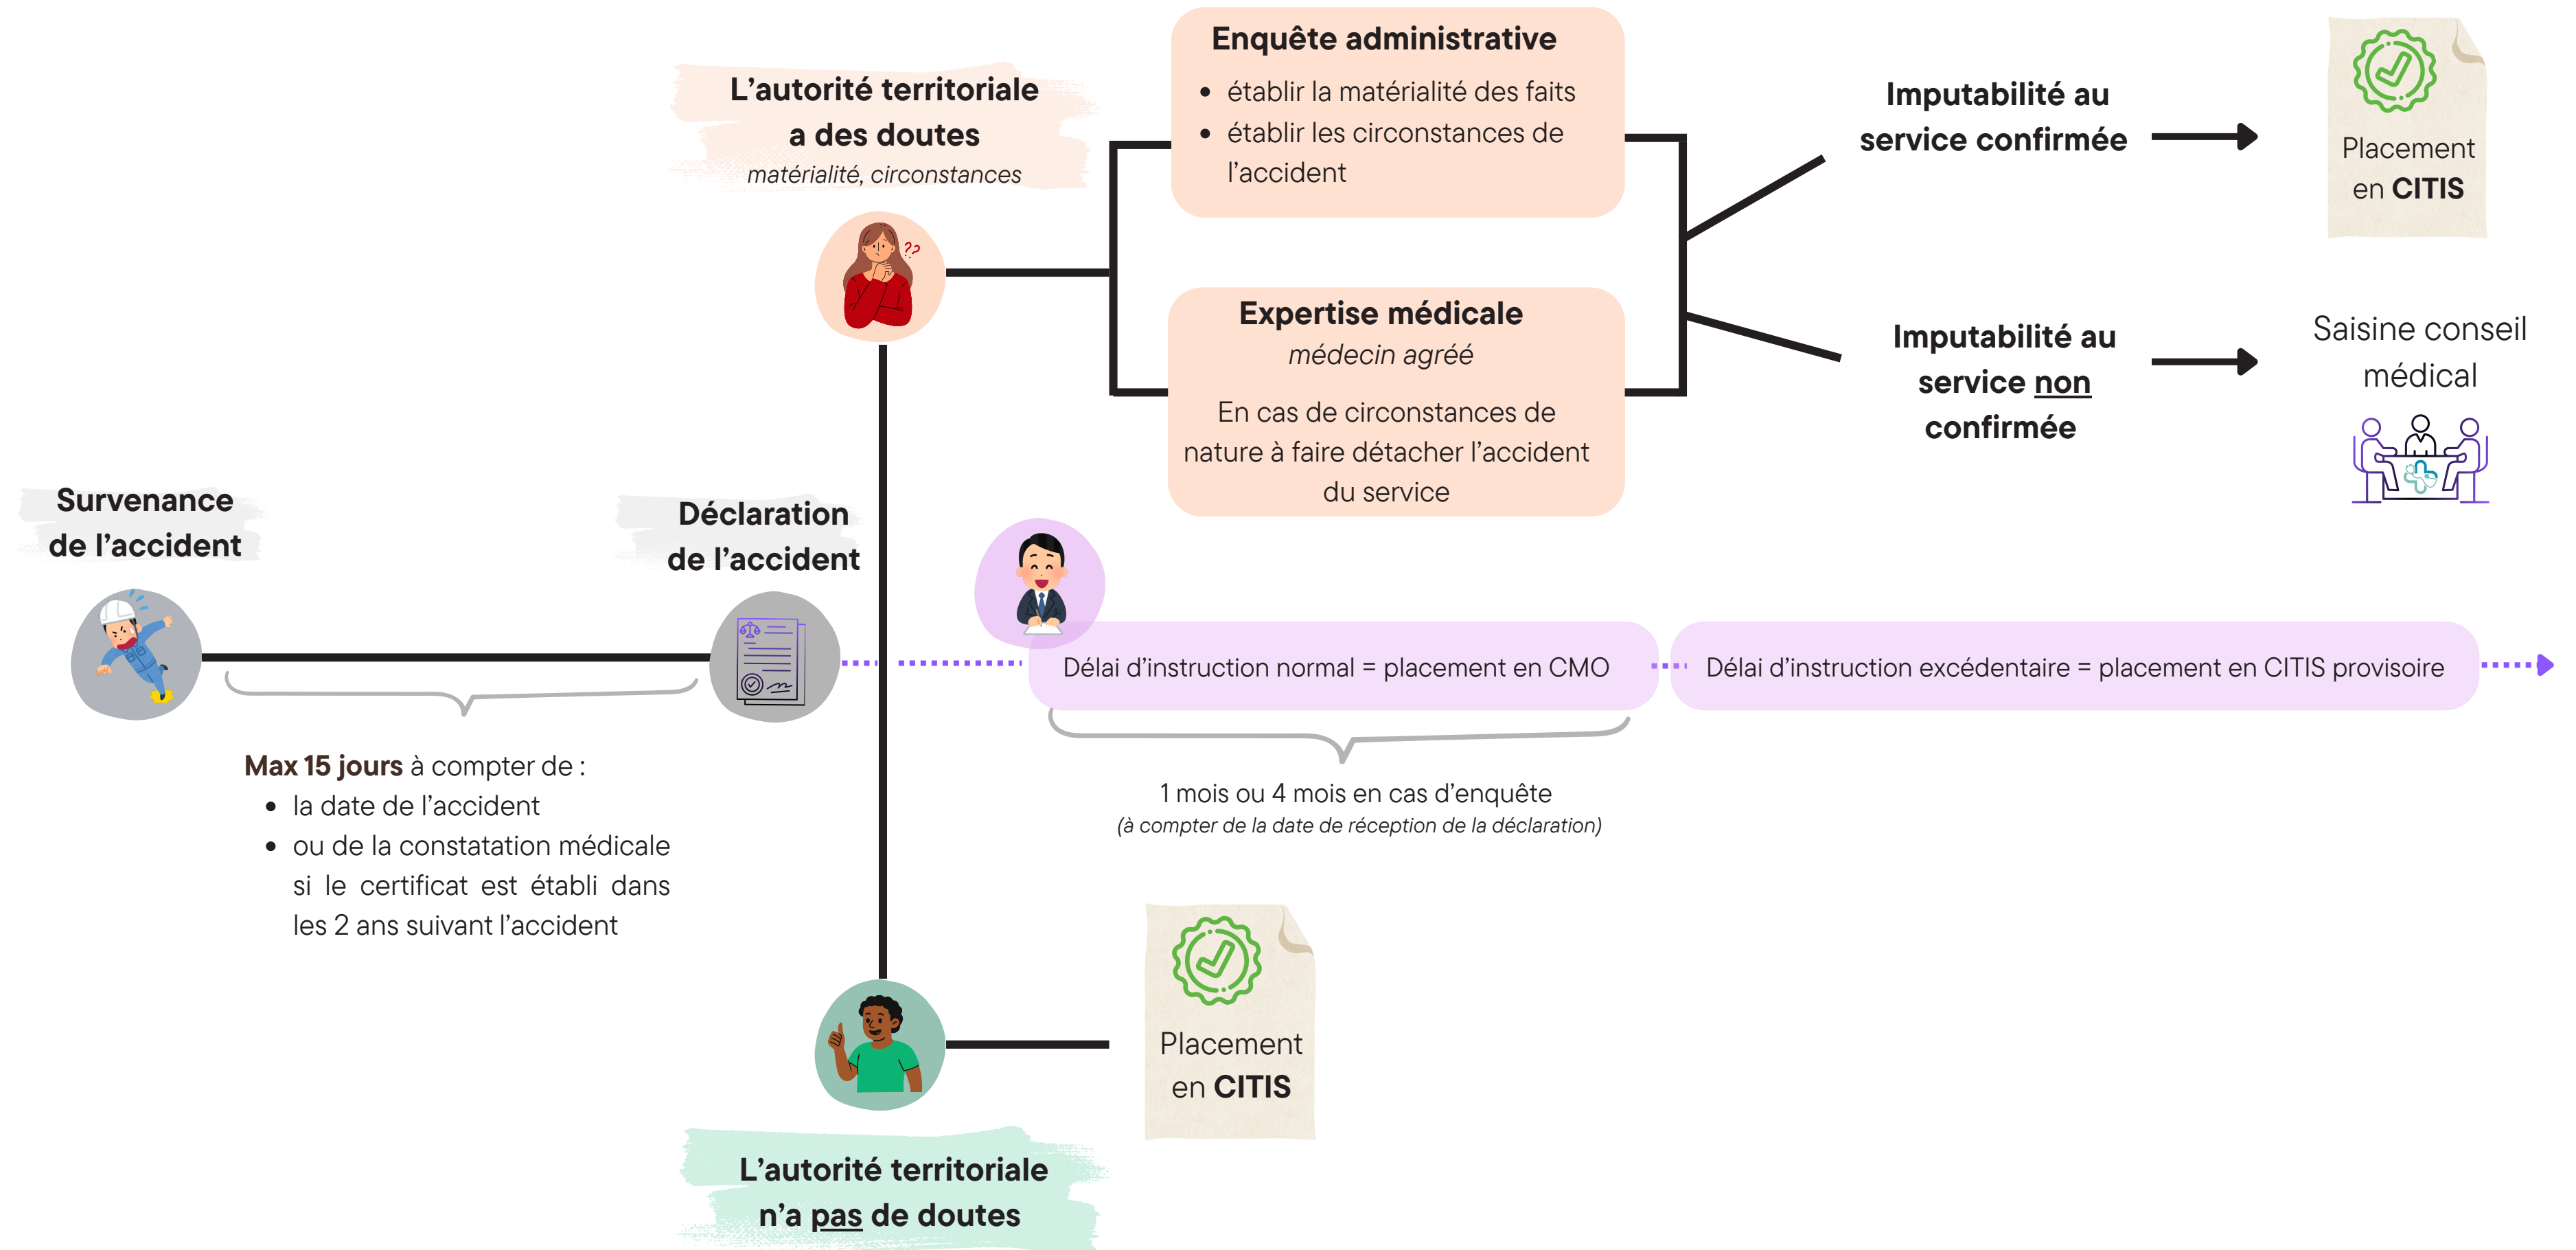 L’autorité territoriale
a des doutes
matérialité, circonstances
??
Enquête administrative
• établir la matérialité des faits
• établir les circonstances de
l’accident
Imputabilité au
service confirmée
Placement
en CITIS
Expertise médicale
médecin agréé
En cas de circonstances de
nature à faire détacher l’accident
du service
Imputabilité au
service non
confirmée
Saisine conseil
médical
Survenance
de l’accident
Déclaration
de l’accident
Délai d’instruction normal = placement en CMO
Délai d’instruction excédentaire = placement en CITIS provisoire
Max 15 jours à compter de :
• la date de l’accident
• ou de la constatation médicale
si le certificat est établi dans
les 2 ans suivant l’accident
1 mois ou 4 mois en cas d’enquête
(à compter de la date de réception de la déclaration)
Placement
en CITIS
L’autorité territoriale
n’a pas de doutes